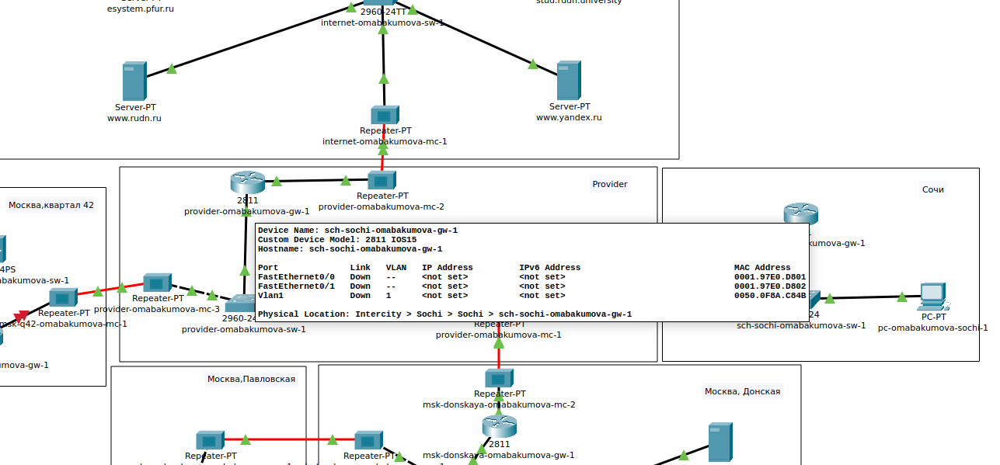 esystem.pfur.ru
stud.rudn.university
2960-24TT
internet-omabakumova-sw-1
Server-PT
www.rudn.ru
Server-PT
www.yandex.ru
Repeater-PT
internet-omabakumova-mc-1
Provider
Сочи
Москва,квартал 42
2811
provider-omabakumova-gw-1
Repeater-PT
provider-omabakumova-mc-2
Device Name: sch-sochi-omabakumova-gw-1
Custom Device Model: 2811 IOS15
Hostname: sch-sochi-omabakumova-gw-1
Port Link VLAN IP Address IPv6 Address MAC Address
FastEthernet0/0 Down -- <not set> <not set> 0001.97E0.D801
FastEthernet0/1 Down -- <not set> <not set> 0001.97E0.D802
Vlan1 Down 1 <not set> <not set> 0050.0F8A.C84B
Physical Location: Intercity > Sochi > Sochi > sch-sochi-omabakumova-gw-1
kumova-gw-1
4PS
abakumova-sw-1
Repeater-PT
msk-q42-omabakumova-mc-1
Repeater-PT
provider-omabakumova-mc-3
2960-24
provider-omabakumova-sw-1
24
sch-sochi-omabakumova-sw-1
PC-PT
pc-omabakumova-sochi-1
Repeater-PT
provider-omabakumova-mc-1
umova-gw-1
Москва,Павловская
Москва, Донская
Repeater-PT
msk-donskaya-omabakumova-mc-2
2811
msk-donskaya-omabakumova-gw-1
Repeater-PT
Repeater-PT